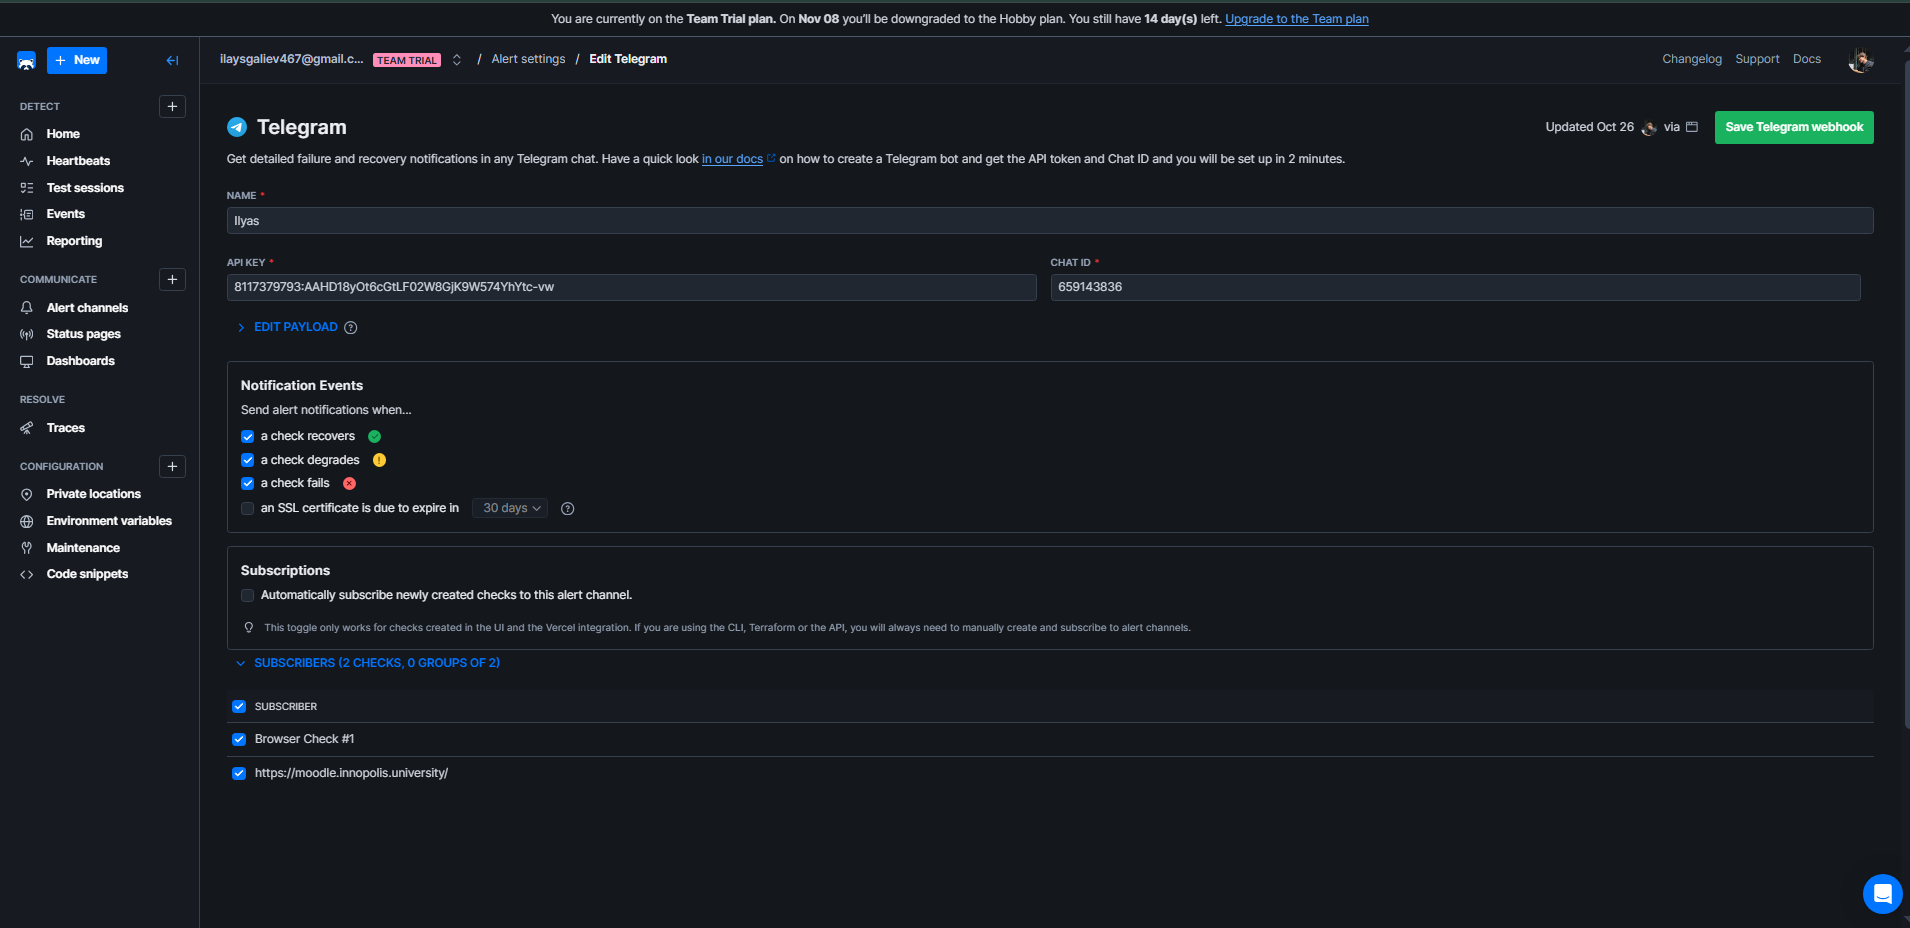 You are currently on the Team Trial plan. On Nov 08 you'll be downgraded to the Hobby plan. You still have 14 day(s) left. Upgrade to the Team plan
New
ilaysgaliev467@gmail.c... TEAM TRIAL / Alert settings / Edit Telegram
Changelog Support Docs
DETECT
Home
Heartbeats
Test sessions
Events
Reporting
COMMUNICATE
Alert channels
Status pages
Dashboards
RESOLVE
Traces
CONFIGURATION
Private locations
Environment variables
Maintenance
Code snippets
Telegram
Updated Oct 26 via
Save Telegram webhook
Get detailed failure and recovery notifications in any Telegram chat. Have a quick look in our docs on how to create a Telegram bot and get the API token and Chat ID and you will be set up in 2 minutes.
NAME *
Ilyas
API KEY *
8117379793:AAHD18yOt6cGtLF02W8GjK9W574YhYtc-vw
CHAT ID *
659143836
EDIT PAYLOAD
Notification Events
Send alert notifications when...
a check recovers
a check degrades
a check fails
an SSL certificate is due to expire in 30 days
Subscriptions
Automatically subscribe newly created checks to this alert channel.
This toggle only works for checks created in the UI and the Vercel integration. If you are using the CLI, Terraform or the API, you will always need to manually create and subscribe to alert channels.
SUBSCRIBERS (2 CHECKS, 0 GROUPS OF 2)
SUBSCRIBER
Browser Check #1
https://moodle.innopolis.university/